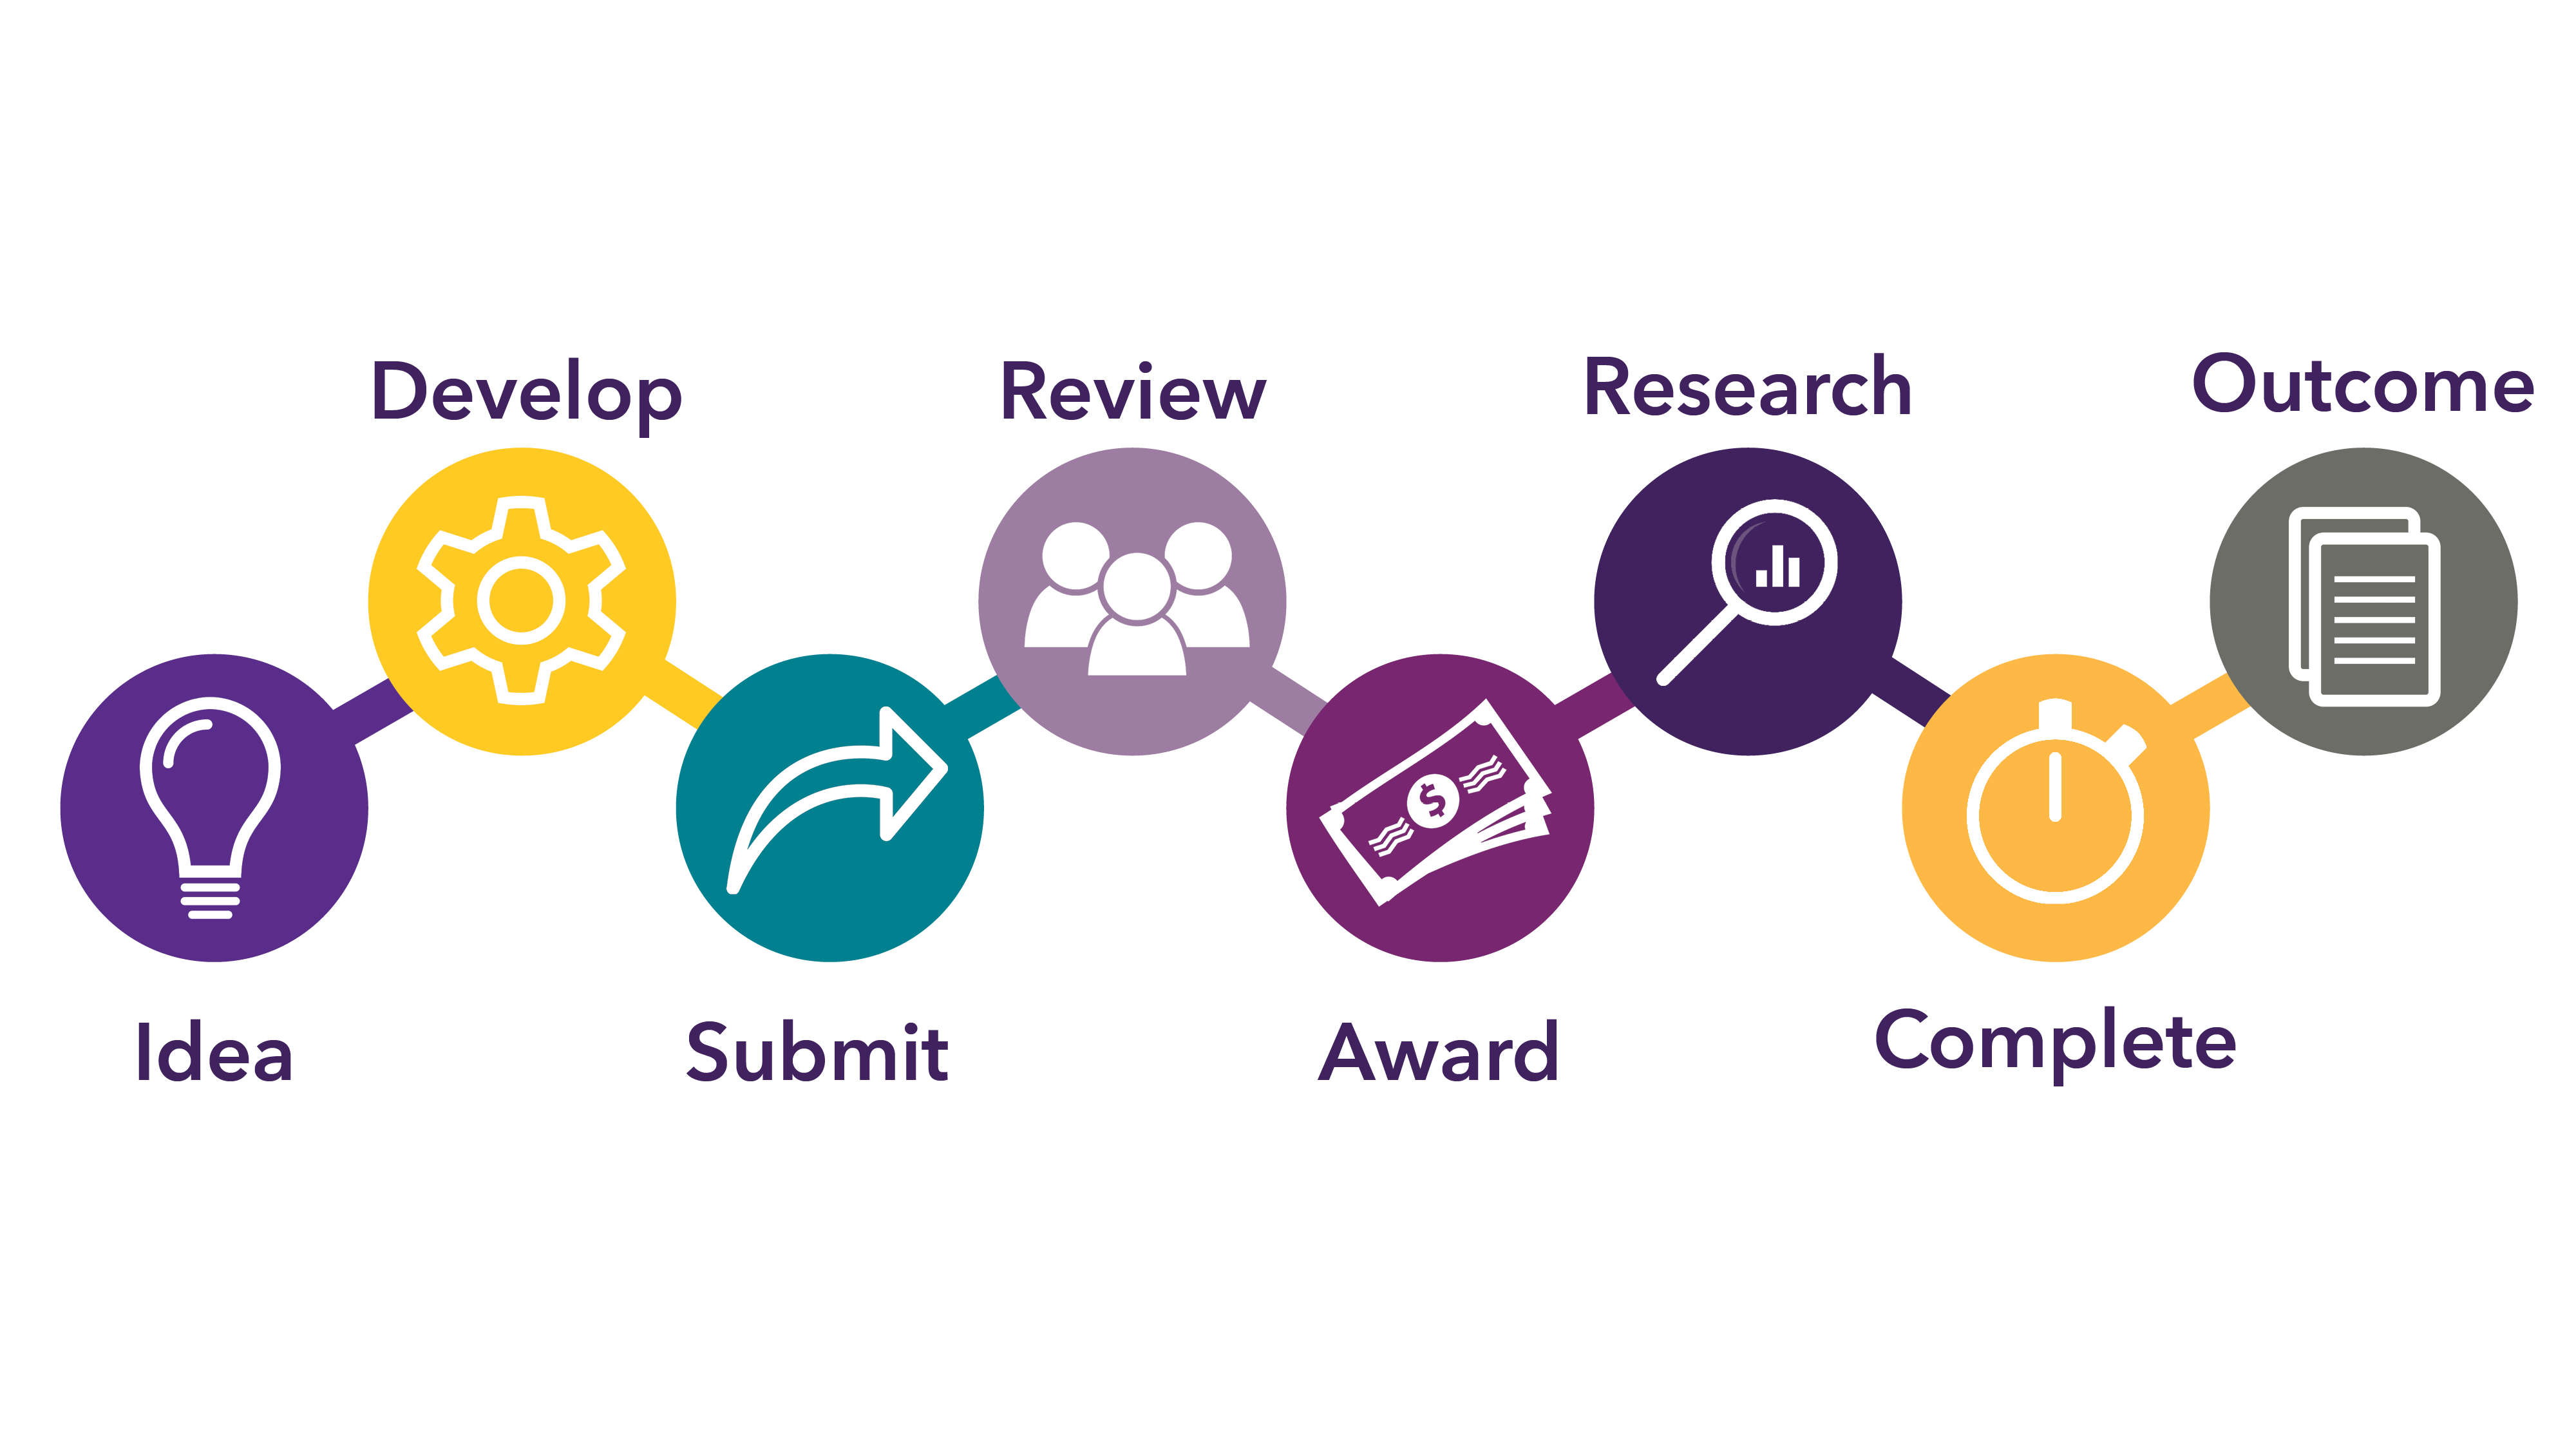 Idea
Develop
Submit
Review
Award
$
Research
Complete
Outcome